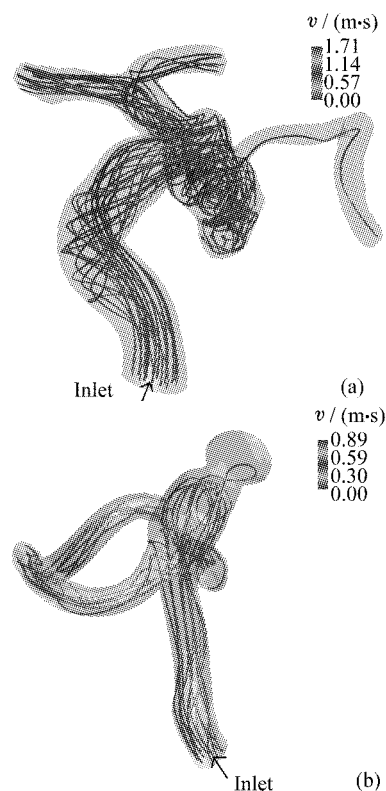 v / (m·s)
1.71
1.14
0.57
0.00
Inlet
(a)
v / (m·s)
0.89
0.59
0.30
0.00
Inlet
(b)